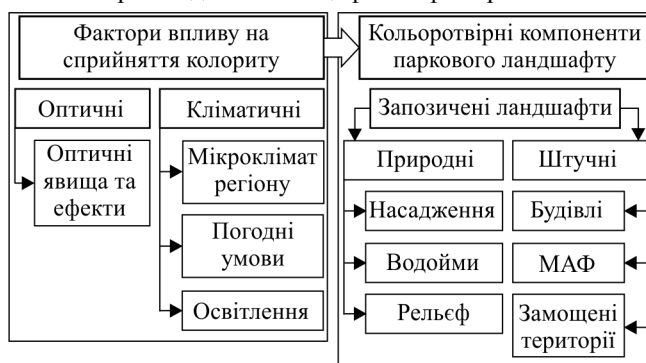 Фактори впливу на
сприйняття колориту
Оптичні
Кліматичні
Оптичні
явища та
ефекти
Мікроклімат
регіону
Погодні
умови
Освітлення
Кольоротвірні компоненти
паркового ландшафту
Запозичені ландшафти
Природні
Штучні
Насадження
Будівлі
Водойми
МАФ
Рельєф
Замощені
території